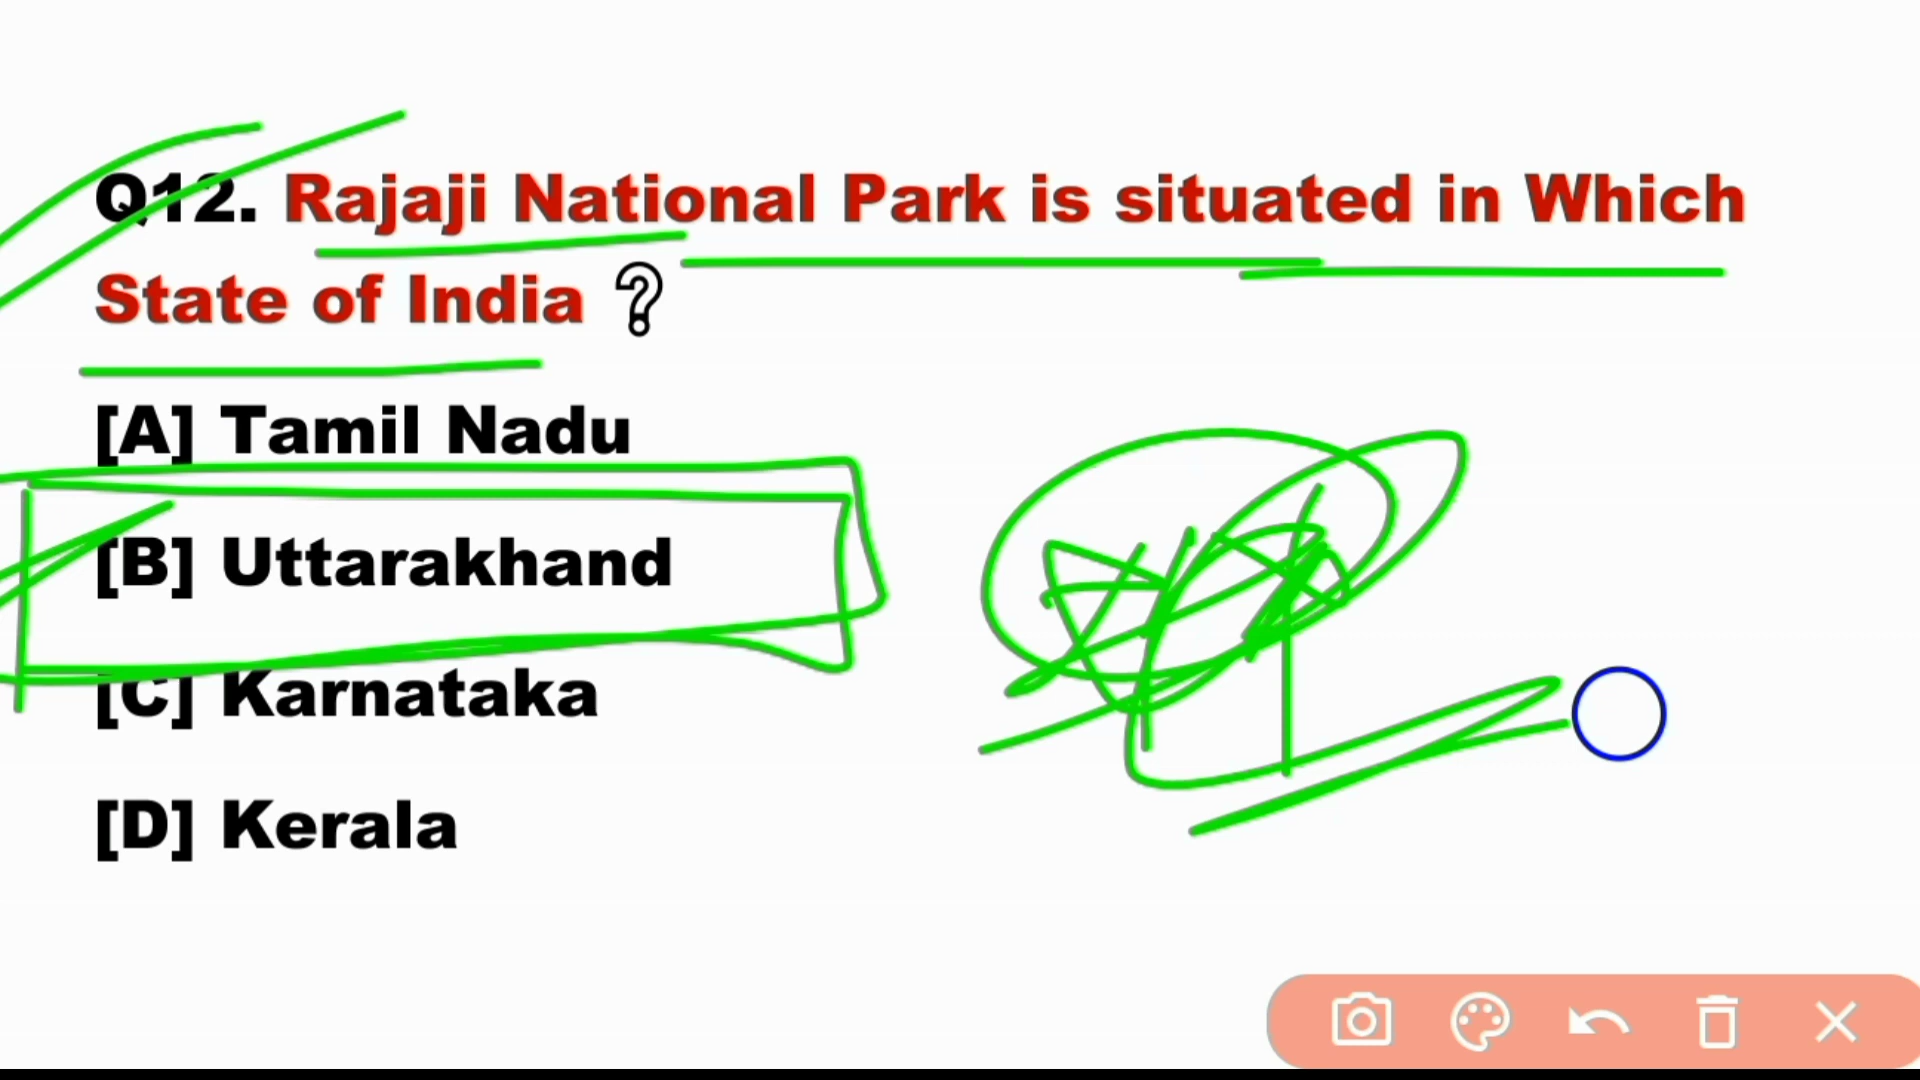 Q12. Rajaji National Park is situated in Which
State of India ?
[A] Tamil Nadu
[B] Uttarakhand
[C] Karnataka
[D] Kerala